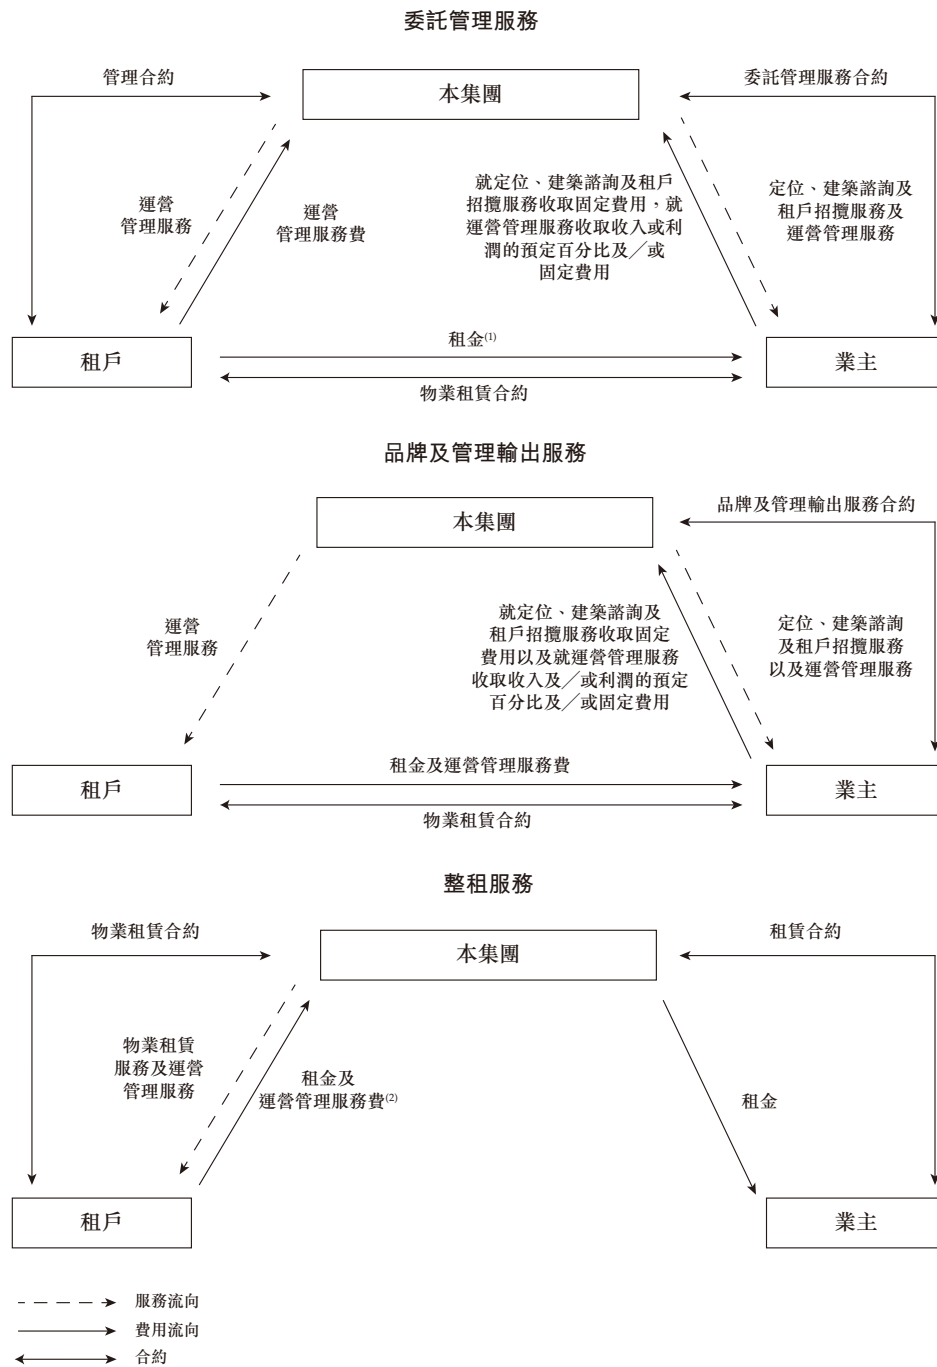 委託管理服務
管理合約
本集團
委託管理服務合約
運營
管理服務
運營
管理服務費
就定位、建築諮詢及租戶
招攬服務收取固定費用，就
運營管理服務收取收入或利
潤的預定百分比及／或
固定費用
定位、建築諮詢及
租戶招攬服務及
運營管理服務
租戶
租金(1)
物業租賃合約
業主
品牌及管理輸出服務
本集團
品牌及管理輸出服務合約
運營
管理服務
就定位、建築諮詢及
租戶招攬服務收取固定
費用以及就運營管理服務
收取收入及／或利潤的預定
百分比及／或固定費用
定位、建築諮詢
及租戶招攬服務
以及運營管理服務
租戶
租金及運營管理服務費
物業租賃合約
業主
整租服務
物業租賃合約
本集團
租賃合約
物業租賃
服務及運營
管理服務
租金及
運營管理服務費(2)
租金
租戶
業主
服務流向
費用流向
合約